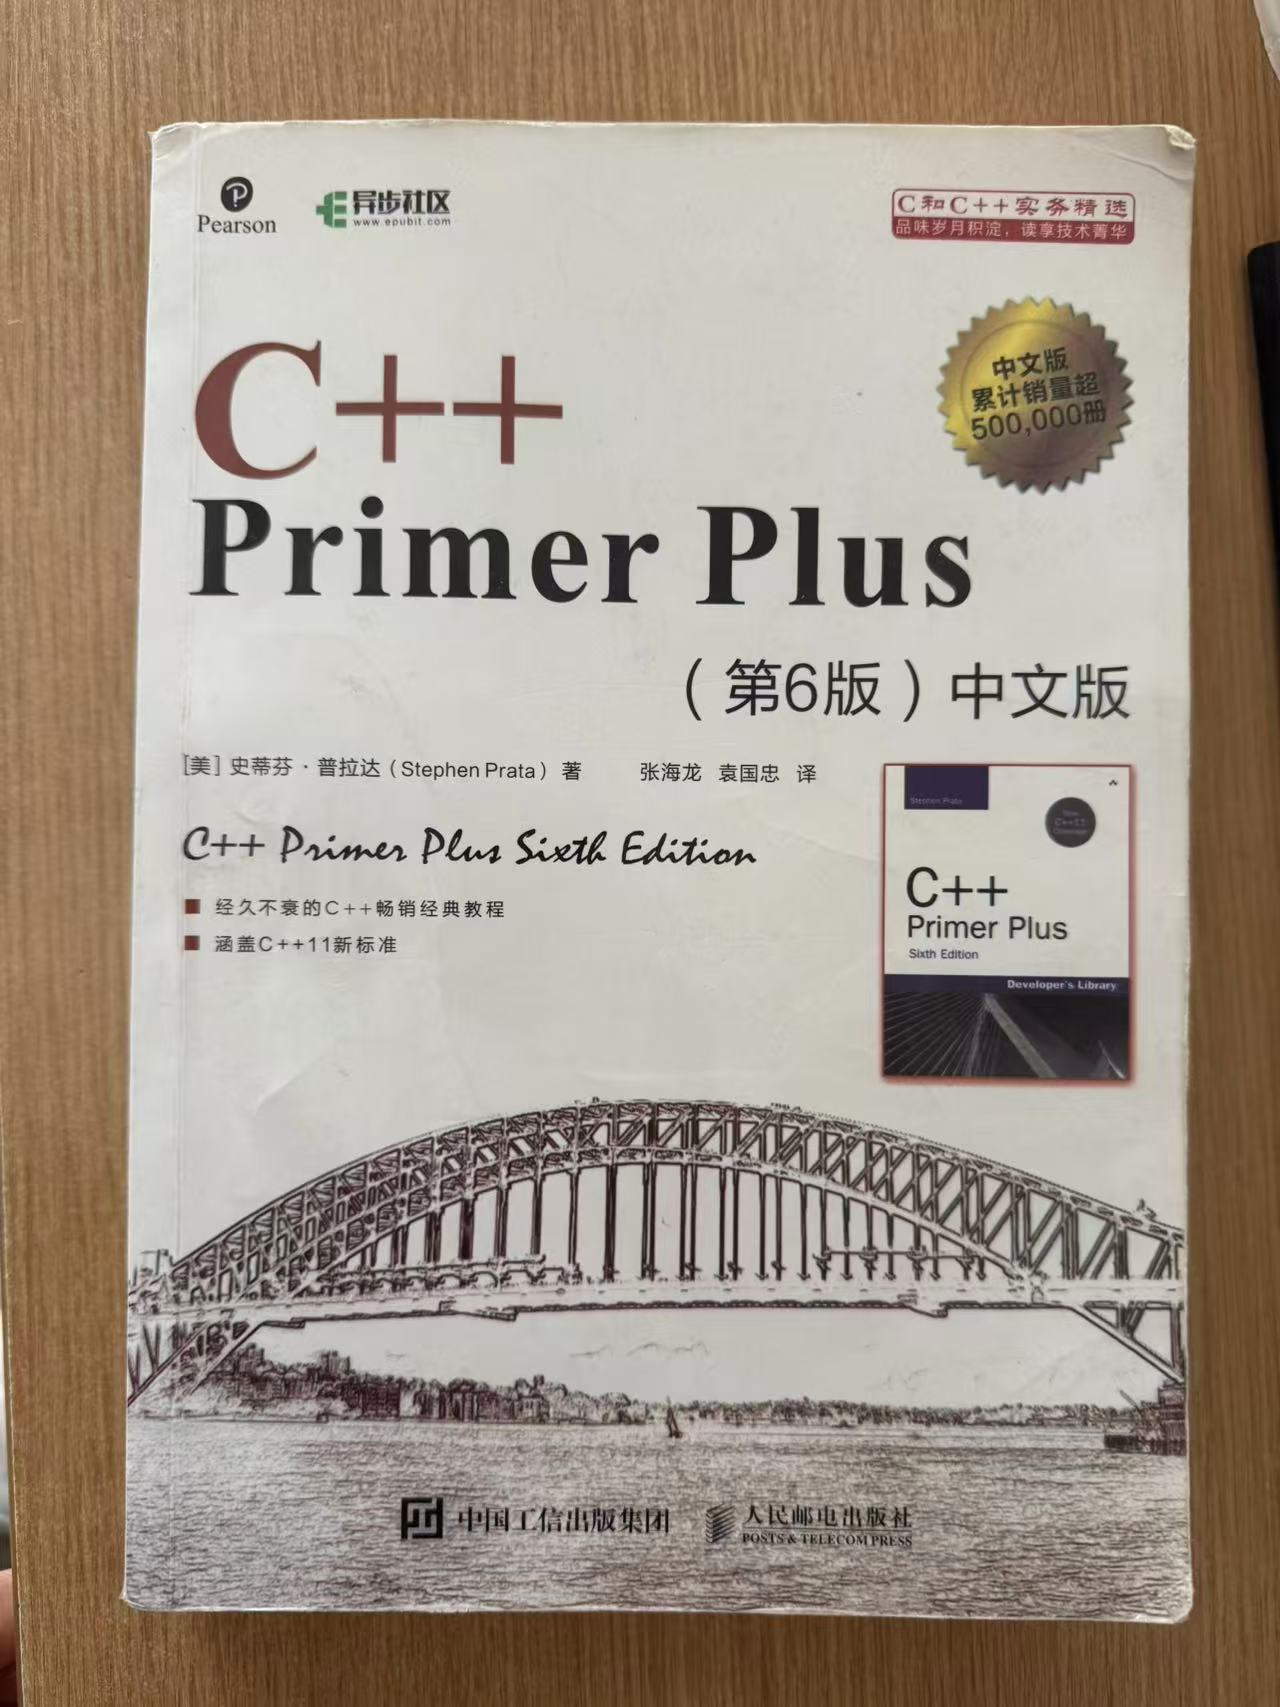 Pearson
异步社区
www.epubit.com
C和C++实务精选
品味岁月积淀，读享技术菁华
中文版
累计销量超
500,000册
C++
Primer Plus
（第6版）中文版
[美] 史蒂芬·普拉达（Stephen Prata） 著 张海龙 袁国忠 译
C++ Primer Plus Sixth Edition
经久不衰的C++畅销经典教程
涵盖C++11新标准
Stephen Prata
New
C++11
Coverage
C++
Primer Plus
Sixth Edition
Developer's Library
中国工信出版集团
人民邮电出版社
POSTS & TELECOM PRESS